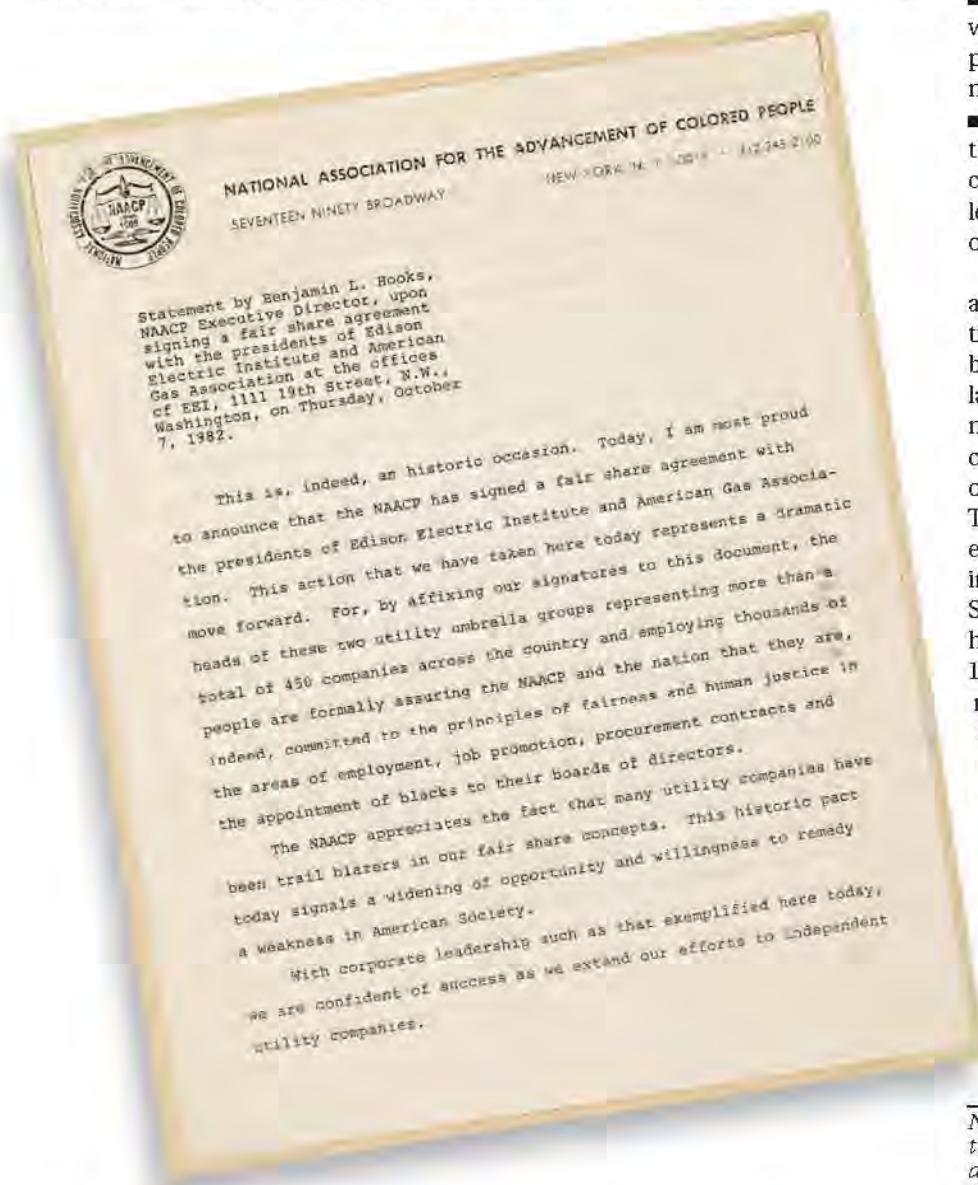 NATIONAL ASSOCIATION FOR THE ADVANCEMENT OF COLORED PEOPLE
SEVENTEEN NINETY BROADWAY NEW YORK, N. 212-245-2100
NAACP
1909
Statement by Benjamin L. Hooks,
NAACP Executive Director, upon
signing a fair share agreement
with the presidents of Edison
Electric Institute and American
Gas Association at the offices
of EEI, 1111 19th Street, N.W.,
Washington, on Thursday, October
7, 1982.
This is, indeed, an historic occasion. Today, I am most proud
to announce that the NAACP has signed a fair share agreement with
the presidents of Edison Electric Institute and American Gas Associa-
tion. This action that we have taken here today represents a dramatic
move forward. For, by affixing our signatures to this document, the
heads of these two utility umbrella groups representing more than a
total of 450 companies across the country and employing thousands of
people are formally assuring the NAACP and the nation that they are,
indeed, committed to the principles of fairness and human justice in
the areas of employment, job promotion, procurement contracts and
the appointment of blacks to their boards of directors.
The NAACP appreciates the fact that many utility companies have
been trail blazers in our fair share concepts. This historic pact
today signals a widening of opportunity and willingness to remedy
a weakness in American Society.
With corporate leadership such as that exemplified here today,
we are confident of success as we extend our efforts to independent
utility companies.